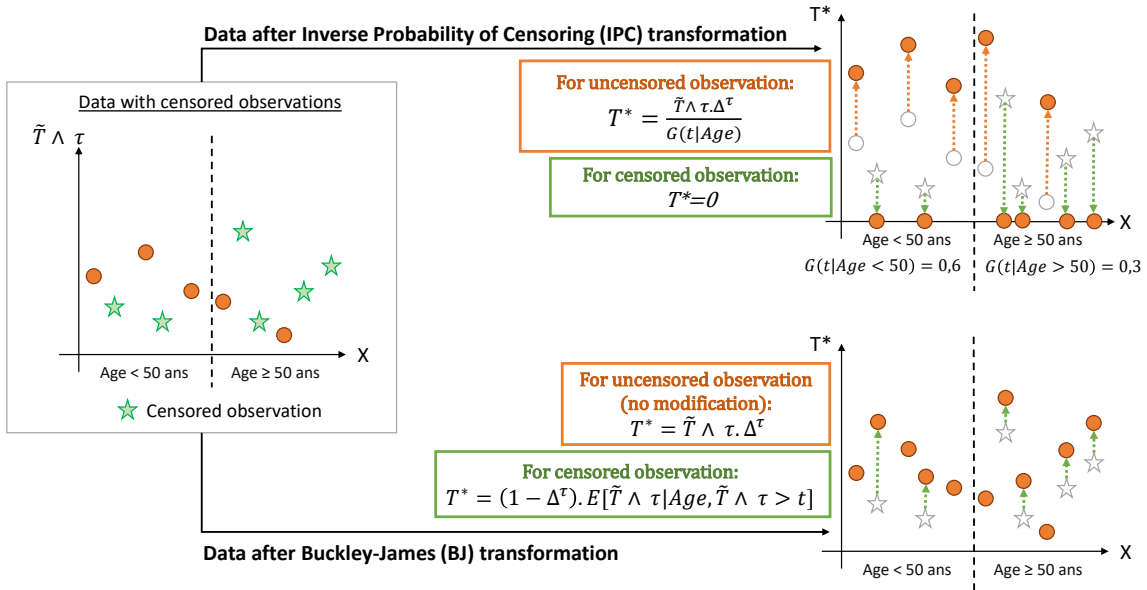 Data after Inverse Probability of Censoring (IPC) transformation
Data with censored observations
T̃ ∧ τ
X
Age < 50 ans
Age ≥ 50 ans
Censored observation
For uncensored observation:
T* = T̃ ∧ τ.Δ^τ / G(t|Age)
For censored observation:
T*=0
T*
X
Age < 50 ans
Age ≥ 50 ans
G(t|Age < 50) = 0,6
G(t|Age > 50) = 0,3
For uncensored observation
(no modification):
T* = T̃ ∧ τ.Δ^τ
For censored observation:
T* = (1 − Δ^τ).E[T̃ ∧ τ|Age, T̃ ∧ τ > t]
Data after Buckley-James (BJ) transformation
T*
X
Age < 50 ans
Age ≥ 50 ans